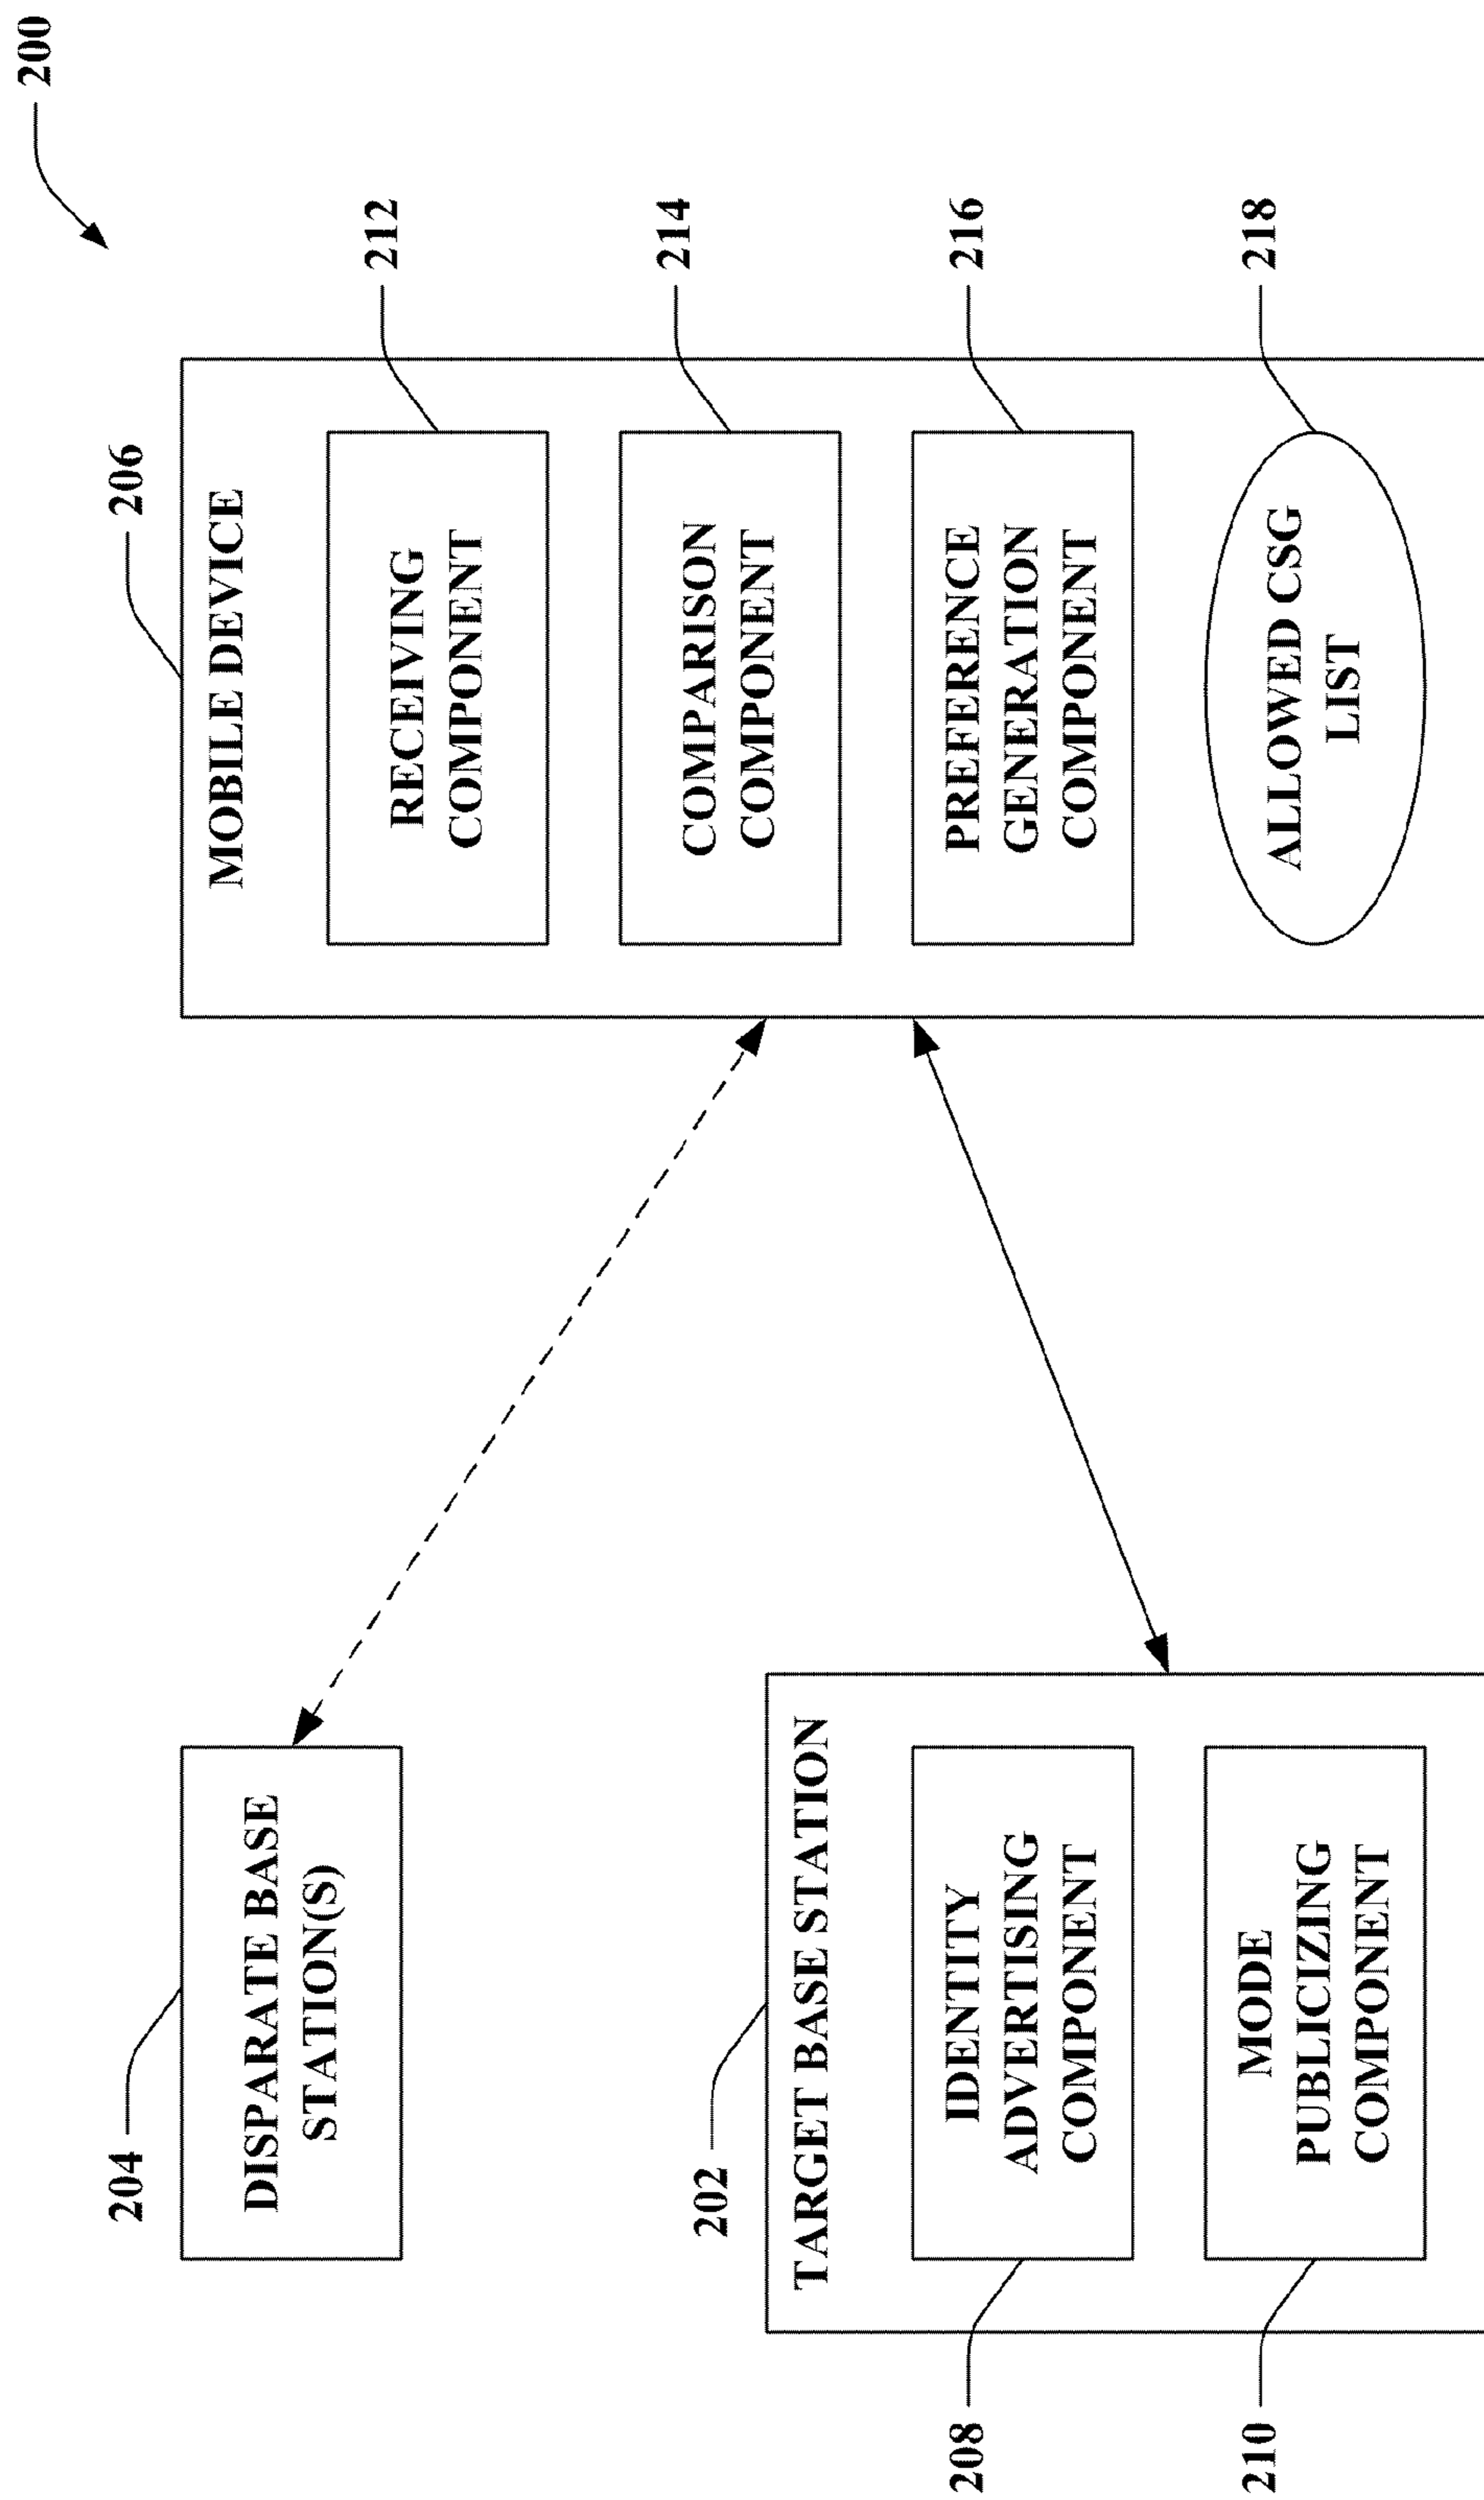 200
204
DISPARATE BASE
STATION(S)
206
MOBILE DEVICE
212
RECEIVING
COMPONENT
214
COMPARISON
COMPONENT
216
PREFERENCE
GENERATION
COMPONENT
218
ALLOWED CSG
LIST
202
TARGET BASE STATION
208
IDENTITY
ADVERTISING
COMPONENT
210
MODE
PUBLICIZING
COMPONENT